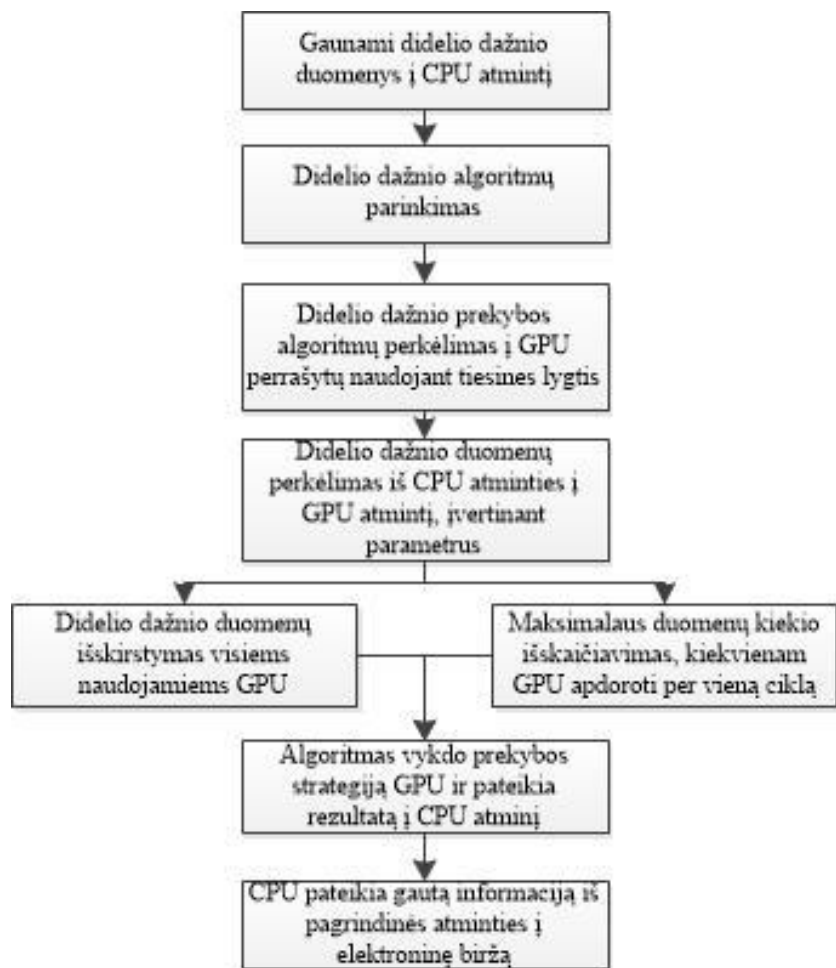 Gaunami didelio dažnio
duomenys į CPU atmintį
Didelio dažnio algoritmų
parinkimas
Didelio dažnio prekybos
algoritmų perkėlimas į GPU
perrašytų naudojant tiesines lygtis
Didelio dažnio duomenų
perkėlimas iš CPU atminties į
GPU atmintį, įvertinant
parametrus
Didelio dažnio duomenų
išskirstymas visiems
naudojamiems GPU
Maksimalaus duomenų kiekio
išskaičiavimas, kiekvienam
GPU apdoroti per vieną ciklą
Algoritmas vykdo prekybos
strategiją GPU ir pateikia
rezultatą į CPU atminį
CPU pateikia gautą informaciją iš
pagrindinės atminties į
elektroninę biržą